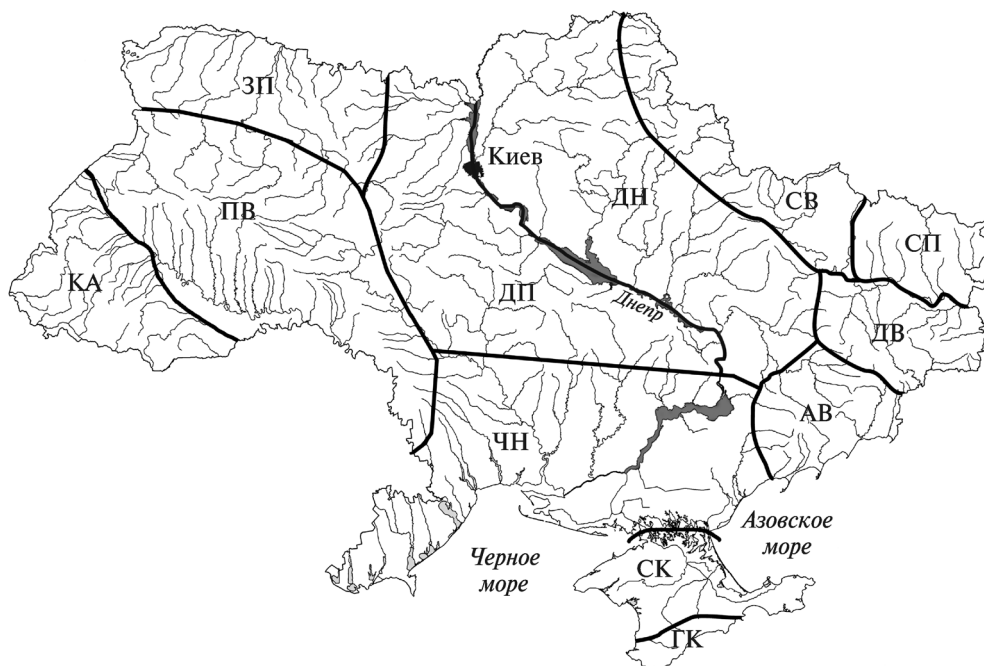 ЗП
Киев
ПВ
ДН
СВ
СП
КА
ДП
Днепр
ДВ
АВ
ЧН
Азовское
море
Черное
море
СК
ГК